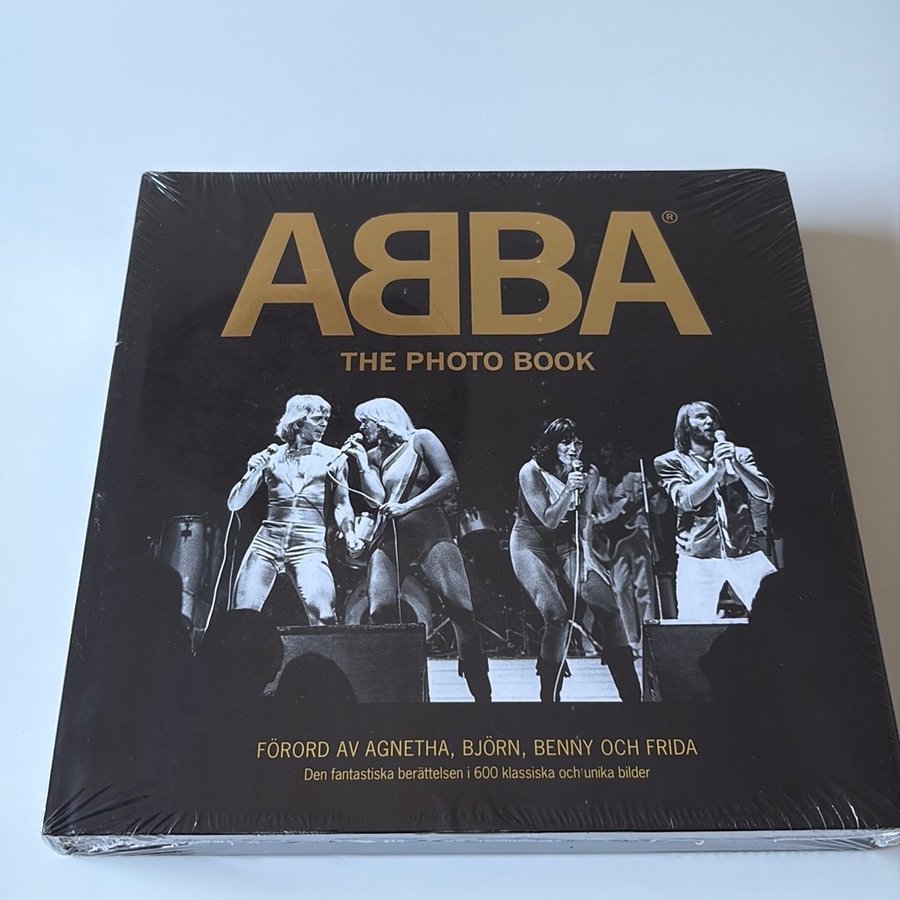 ABBA®
THE PHOTO BOOK
FÖRORD AV AGNETHA, BJÖRN, BENNY OCH FRIDA
Den fantastiska berättelsen i 600 klassiska och unika bilder